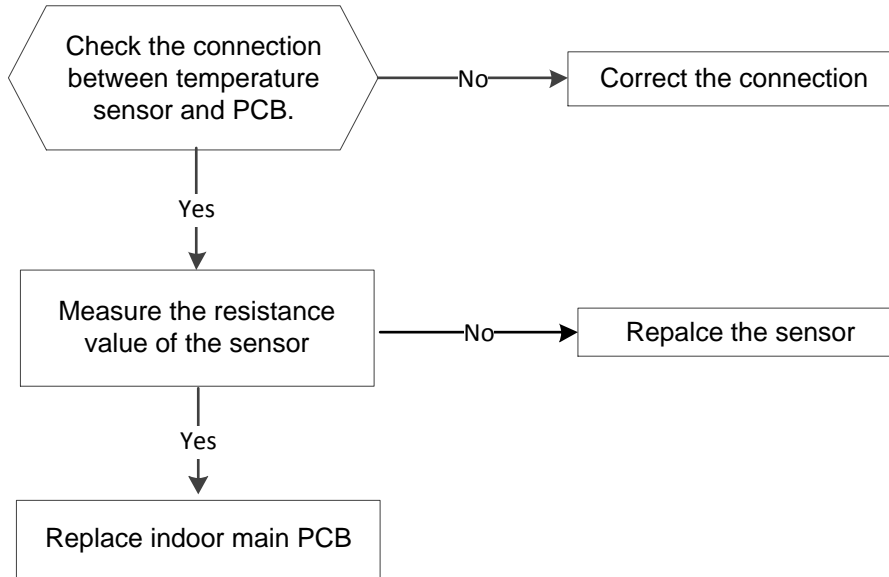 Check the connection
between temperature
sensor and PCB.
No
Correct the connection
Yes
Measure the resistance
value of the sensor
No
Repalce the sensor
Yes
Replace indoor main PCB